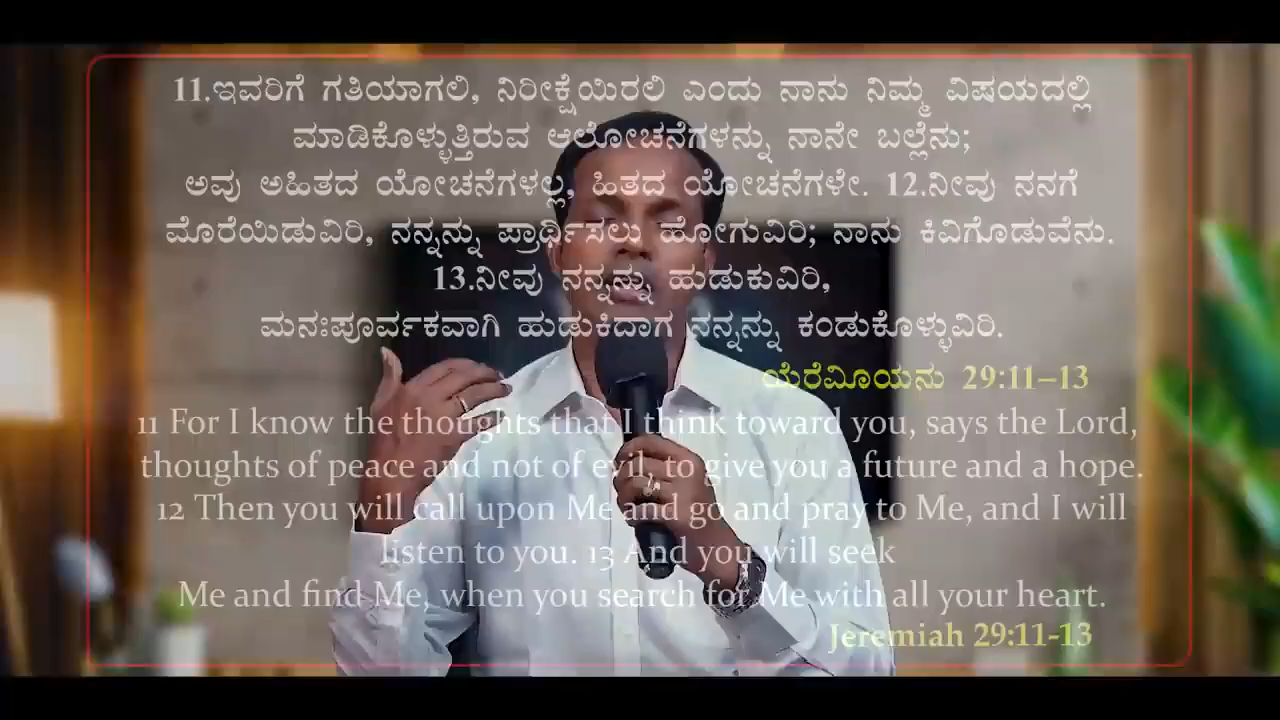 11.ಇವರಿಗೆ ಗತಿಯಾಗಲಿ, ನಿರೀಕ್ಷೆಯಿರಲಿ ಎಂದು ನಾನು ನಿಮ್ಮ ವಿಷಯದಲ್ಲಿ
ಮಾಡಿಕೊಳ್ಳುತ್ತಿರುವ ಆಲೋಚನೆಗಳನ್ನು ನಾನೇ ಬಲ್ಲೆನು;
ಅವು ಅಹಿತದ ಯೋಚನೆಗಳಲ್ಲ, ಹಿತದ ಯೋಚನೆಗಳೇ. 12.ನೀವು ನನಗೆ
ಮೊರೆಯಿಡುವಿರಿ, ನನ್ನನ್ನು ಪ್ರಾರ್ಥಿಸಲು ಹೋಗುವಿರಿ; ನಾನು ಕಿವಿಗೊಡುವೆನು.
13.ನೀವು ನನ್ನನ್ನು ಹುಡುಕುವಿರಿ,
ಮನಃಪೂರ್ವಕವಾಗಿ ಹುಡುಕಿದಾಗ ನನ್ನನ್ನು ಕಂಡುಕೊಳ್ಳುವಿರಿ.
ಯೆರೆಮೀಯನು 29:11–13
11 For I know the thoughts that I think toward you, says the Lord,
thoughts of peace and not of evil, to give you a future and a hope.
12 Then you will call upon Me and go and pray to Me, and I will
listen to you. 13 And you will seek
Me and find Me, when you search for Me with all your heart.
Jeremiah 29:11-13